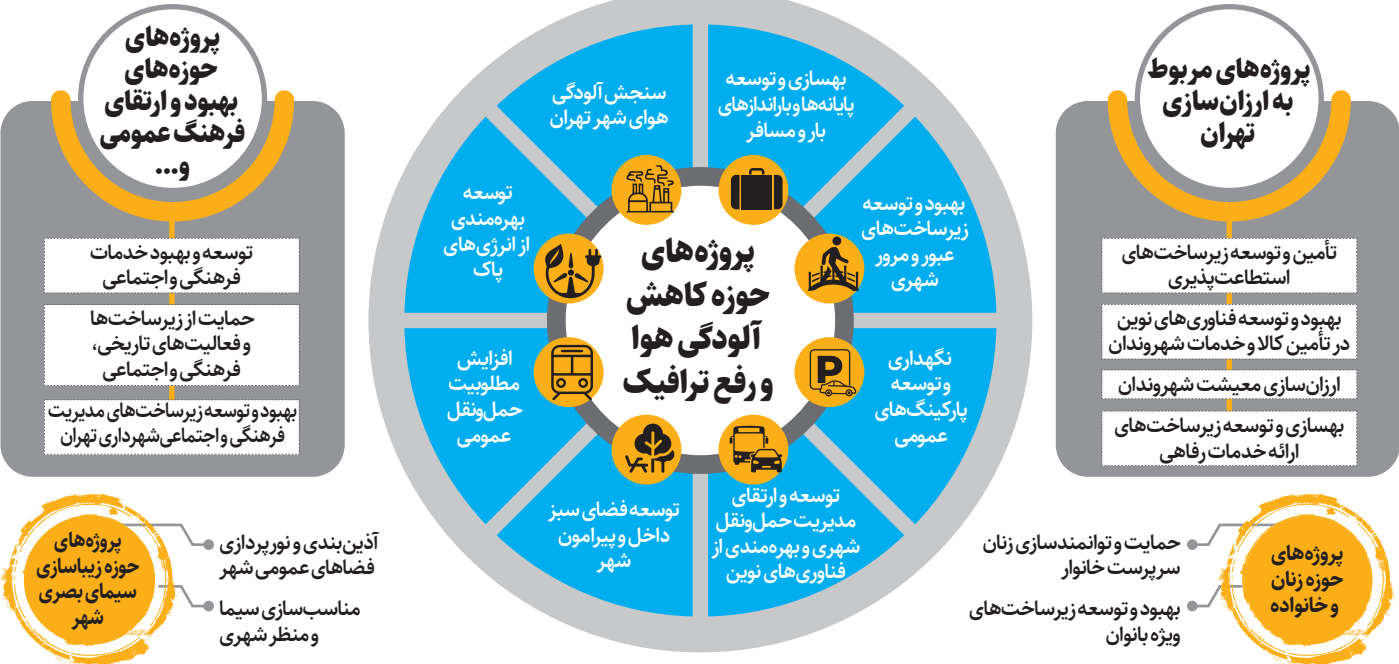 پروژه‌های مربوط
به ارزان‌سازی
تهران
تأمین و توسعه زیرساخت‌های
استطاعت‌پذیری
بهبود و توسعه فناوری‌های نوین
در تأمین کالا و خدمات شهروندان
ارزان‌سازی معیشت شهروندان
بهسازی و توسعه زیرساخت‌های
ارائه خدمات رفاهی
پروژه‌های
حوزه زنان
و خانواده
حمایت و توانمندسازی زنان
سرپرست خانوار
بهبود و توسعه زیرساخت‌های
ویژه بانوان
پروژه‌های
حوزه کاهش
آلودگی هوا
و رفع ترافیک
بهسازی و توسعه
پایانه‌ها و باراندازهای
بار و مسافر
بهبود و توسعه
زیرساخت‌های
عبور و مرور
شهری
نگهداری
و توسعه
پارکینگ‌های
عمومی
P
توسعه و ارتقای
مدیریت حمل‌ونقل
شهری و بهره‌مندی از
فناوری‌های نوین
توسعه فضای سبز
داخل و پیرامون
شهر
افزایش
مطلوبیت
حمل‌ونقل
عمومی
توسعه
بهره‌مندی
از انرژی‌های
پاک
سنجش آلودگی
هوای شهر تهران
پروژه‌های
حوزه‌های
بهبود و ارتقای
فرهنگ عمومی
و...
توسعه و بهبود خدمات
فرهنگی و اجتماعی
حمایت از زیرساخت‌ها
و فعالیت‌های تاریخی،
فرهنگی و اجتماعی
بهبود و توسعه زیرساخت‌های مدیریت
فرهنگی و اجتماعی شهرداری تهران
پروژه‌های
حوزه زیباسازی
سیمای بصری
شهر
آذین‌بندی و نورپردازی
فضاهای عمومی شهر
مناسب‌سازی سیما
و منظر شهری